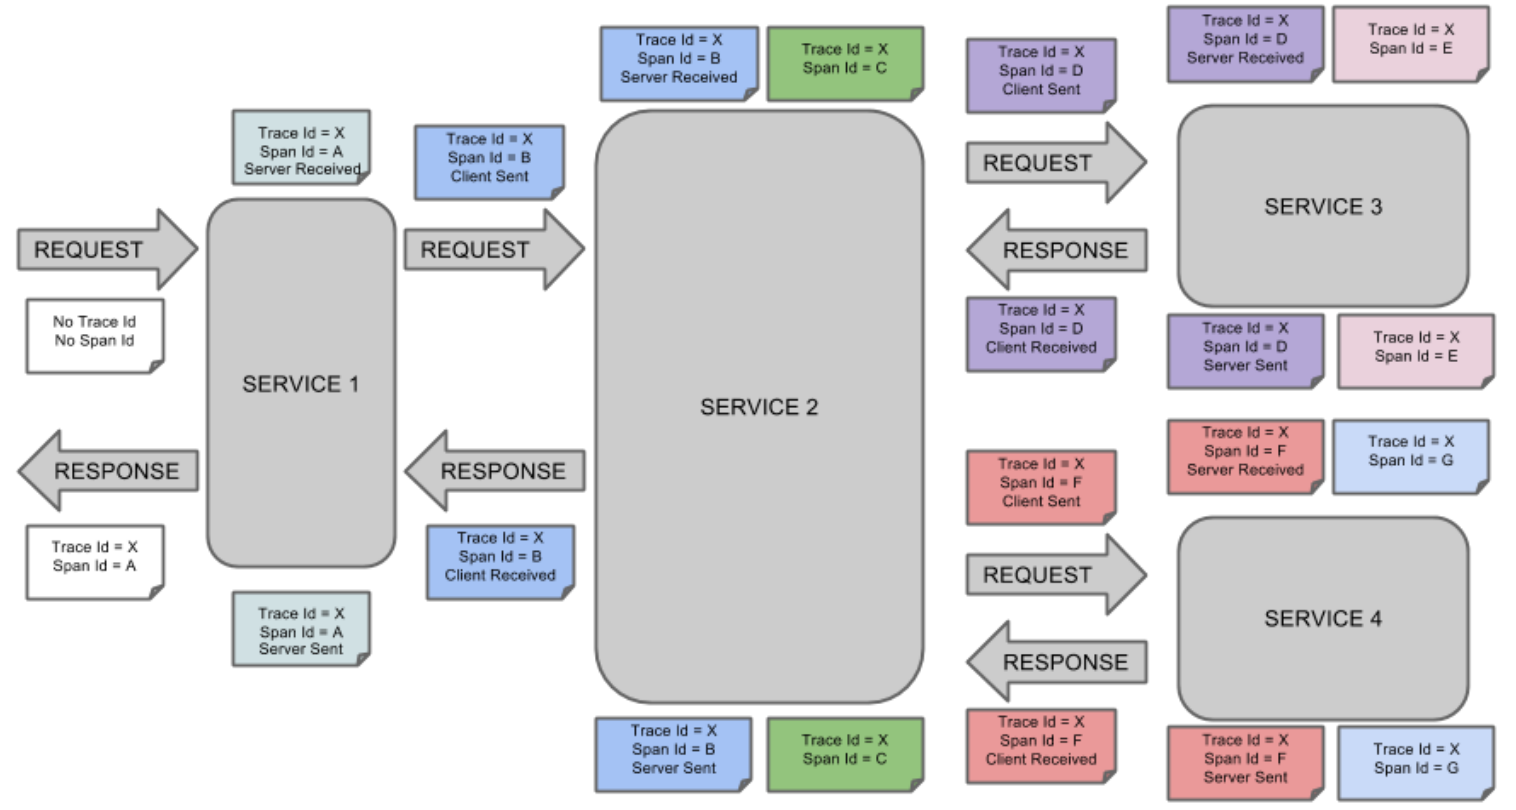 Trace Id = X
Span Id = D
Server Received
Trace Id = X
Span Id = E
Trace Id = X
Span Id = B
Server Received
Trace Id = X
Span Id = C
Trace Id = X
Span Id = D
Client Sent
Trace Id = X
Span Id = A
Server Received
Trace Id = X
Span Id = B
Client Sent
REQUEST
SERVICE 3
REQUEST
REQUEST
RESPONSE
No Trace Id
No Span Id
Trace Id = X
Span Id = D
Client Received
Trace Id = X
Span Id = D
Server Sent
Trace Id = X
Span Id = E
SERVICE 1
SERVICE 2
Trace Id = X
Span Id = F
Server Received
Trace Id = X
Span Id = G
RESPONSE
RESPONSE
Trace Id = X
Span Id = F
Client Sent
Trace Id = X
Span Id = A
Trace Id = X
Span Id = B
Client Received
REQUEST
SERVICE 4
Trace Id = X
Span Id = A
Server Sent
RESPONSE
Trace Id = X
Span Id = B
Server Sent
Trace Id = X
Span Id = C
Trace Id = X
Span Id = F
Client Received
Trace Id = X
Span Id = F
Server Sent
Trace Id = X
Span Id = G